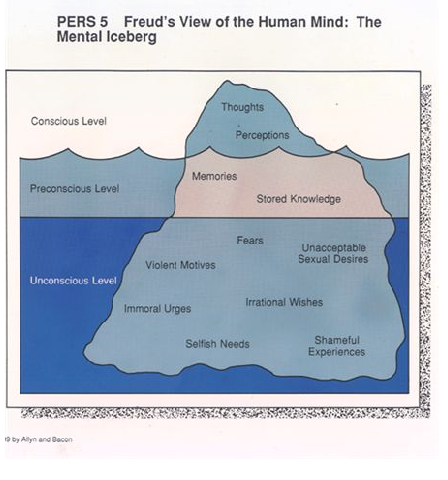 PERS 5 Freud's View of the Human Mind: The
Mental Iceberg
Thoughts
Conscious Level
Perceptions
Memories
Preconscious Level
Stored Knowledge
Fears
Unacceptable
Sexual Desires
Violent Motives
Unconscious Level
Irrational Wishes
Immoral Urges
Selfish Needs
Shameful
Experiences
by Allyn and Bacon